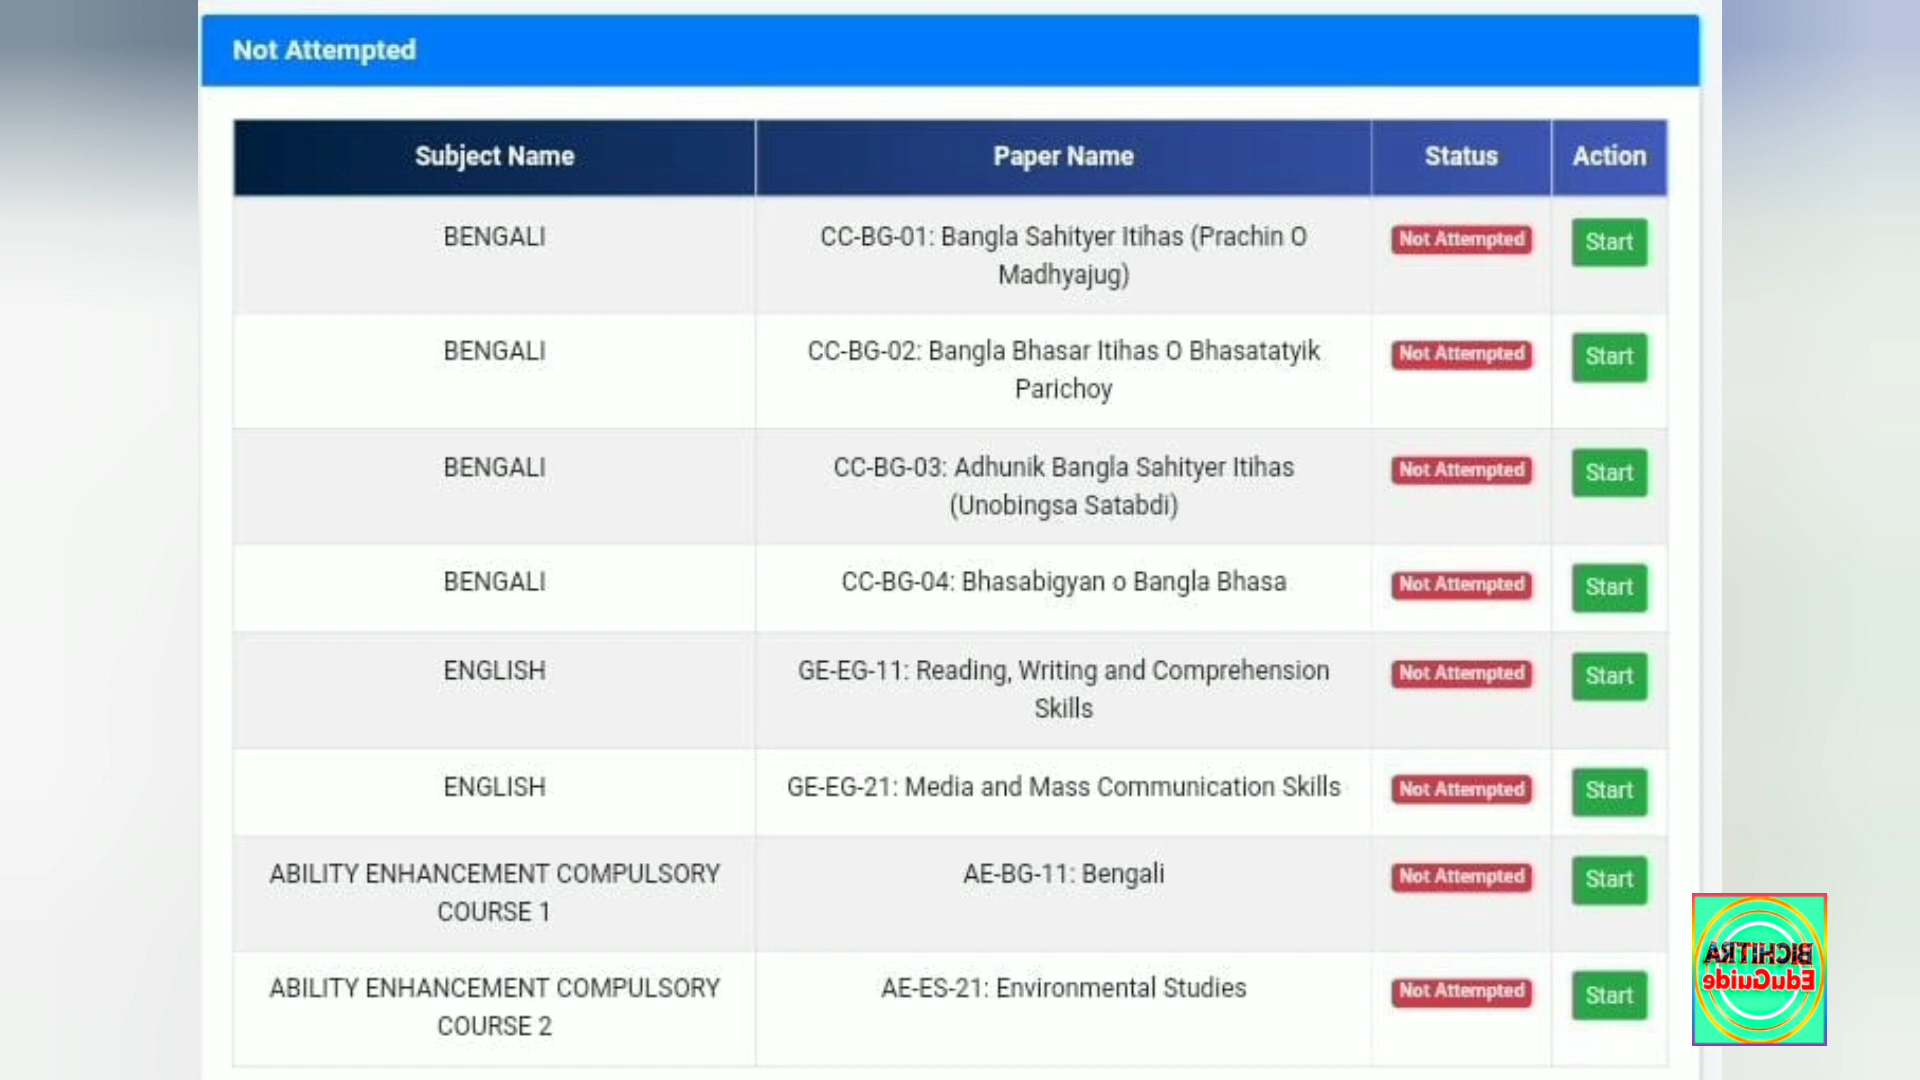 Not Attempted
Subject Name Paper Name Status Action
BENGALI CC-BG-01: Bangla Sahityer Itihas (Prachin O Not Attempted Start
Madhyajug)
BENGALI CC-BG-02: Bangla Bhasar Itihas O Bhasatatyik Not Attempted Start
Parichoy
BENGALI CC-BG-03: Adhunik Bangla Sahityer Itihas Not Attempted Start
(Unobingsa Satabdi)
BENGALI CC-BG-04: Bhasabigyan o Bangla Bhasa Not Attempted Start
ENGLISH GE-EG-11: Reading, Writing and Comprehension Not Attempted Start
Skills
ENGLISH GE-EG-21: Media and Mass Communication Skills Not Attempted Start
ABILITY ENHANCEMENT COMPULSORY AE-BG-11: Bengali Not Attempted Start
COURSE 1
ABILITY ENHANCEMENT COMPULSORY AE-ES-21: Environmental Studies Not Attempted Start
COURSE 2
BICHITRA
EduGuide